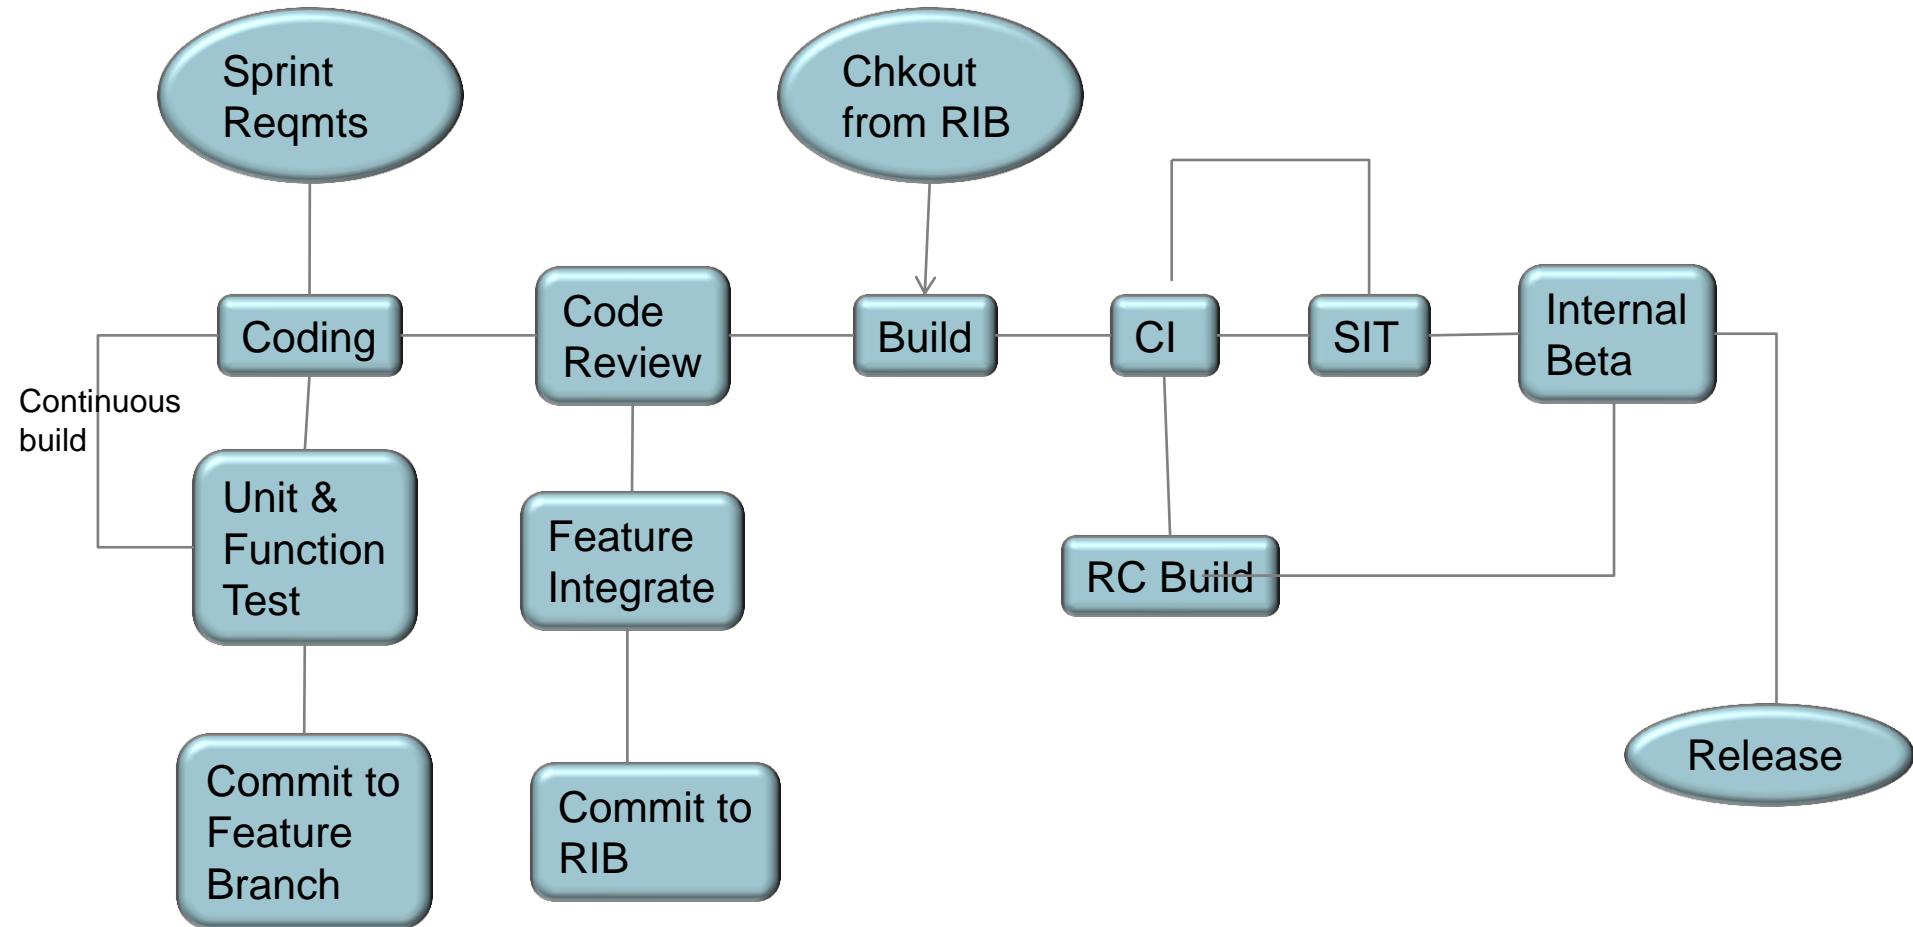 Sprint
Reqmts
Chkout
from RIB
Coding
Code
Review
Build
CI
SIT
Internal
Beta
Continuous
build
Unit &
Function
Test
Feature
Integrate
RC Build
Commit to
Feature
Branch
Commit to
RIB
Release